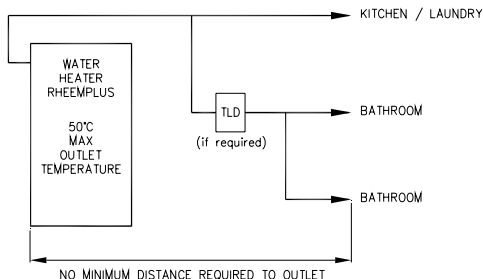 KITCHEN / LAUNDRY
WATER
HEATER
RHEEMPLUS
50°C
MAX
OUTLET
TEMPERATURE
TLD
(if required)
BATHROOM
BATHROOM
NO MINIMUM DISTANCE REQUIRED TO OUTLET